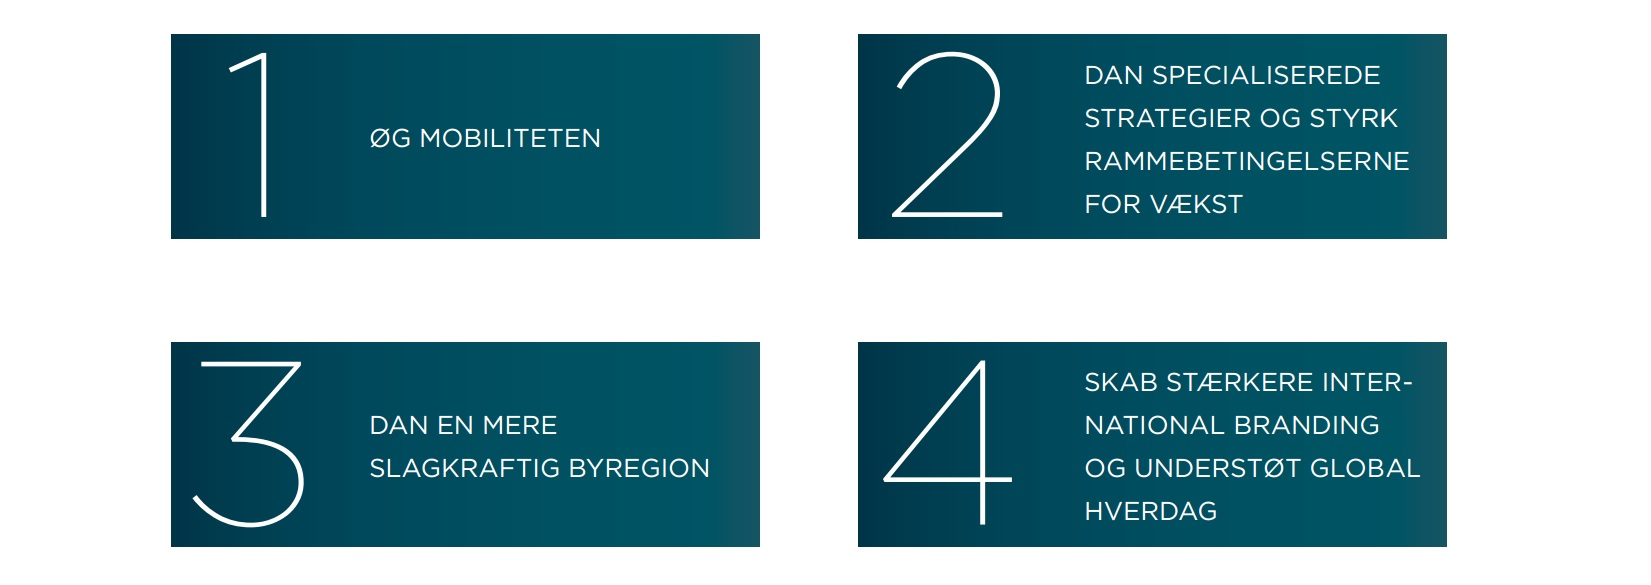 1
ØG MOBILITETEN
2
DAN SPECIALISEREDE
STRATEGIER OG STYRK
RAMMEBETINGELSERNE
FOR VÆKST
3
DAN EN MERE
SLAGKRAFTIG BYREGION
4
SKAB STÆRKERE INTER-
NATIONAL BRANDING
OG UNDERSTØT GLOBAL
HVERDAG